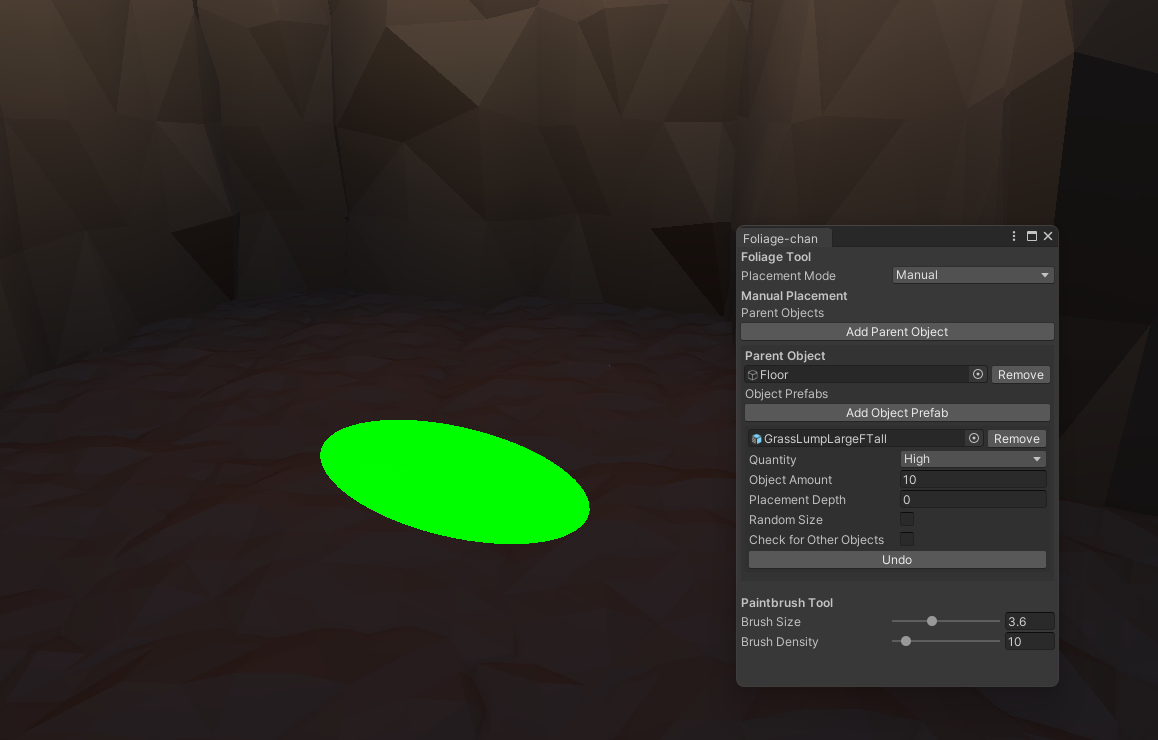 Foliage-chan
Foliage Tool
Placement Mode Manual
Manual Placement
Parent Objects
Add Parent Object
Parent Object
Floor Remove
Object Prefabs
Add Object Prefab
GrassLumpLargeFTall Remove
Quantity High
Object Amount 10
Placement Depth 0
Random Size
Check for Other Objects
Undo
Paintbrush Tool
Brush Size 3.6
Brush Density 10